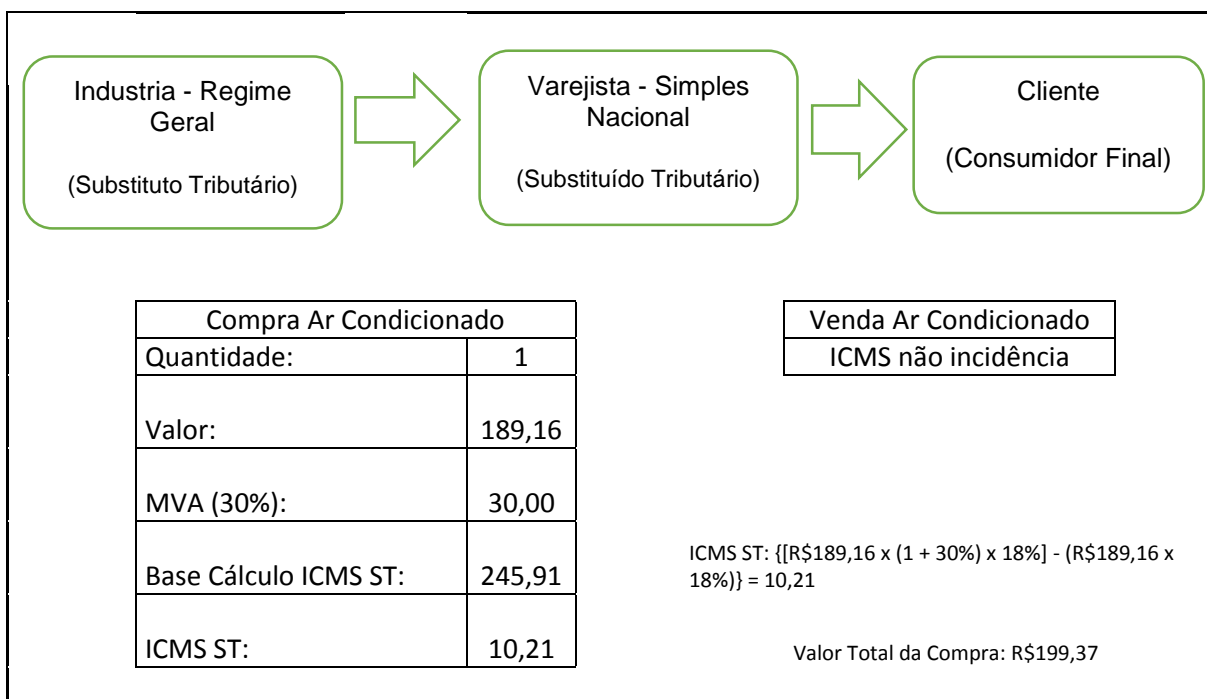 Industria - Regime
Geral
(Substituto Tributário)
Varejista - Simples
Nacional
(Substituído Tributário)
Cliente
(Consumidor Final)
Compra Ar Condicionado
Quantidade: 1
Valor: 189,16
MVA (30%): 30,00
Base Cálculo ICMS ST: 245,91
ICMS ST: 10,21
Venda Ar Condicionado
ICMS não incidência
ICMS ST: {[R$189,16 x (1 + 30%) x 18%] - (R$189,16 x
18%)} = 10,21
Valor Total da Compra: R$199,37